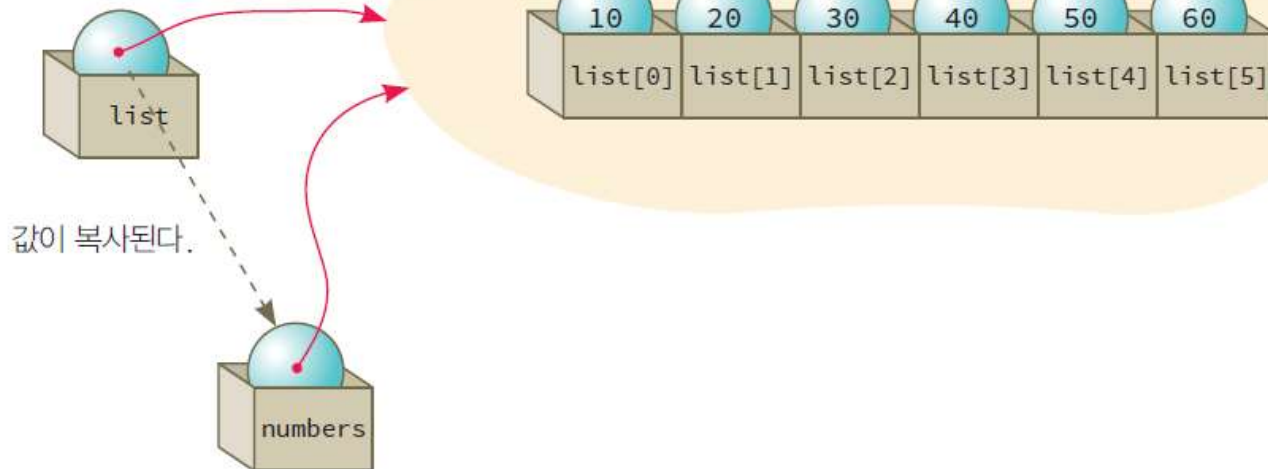 10 20 30 40 50 60
list[0] list[1] list[2] list[3] list[4] list[5]
list
값이 복사된다.
numbers